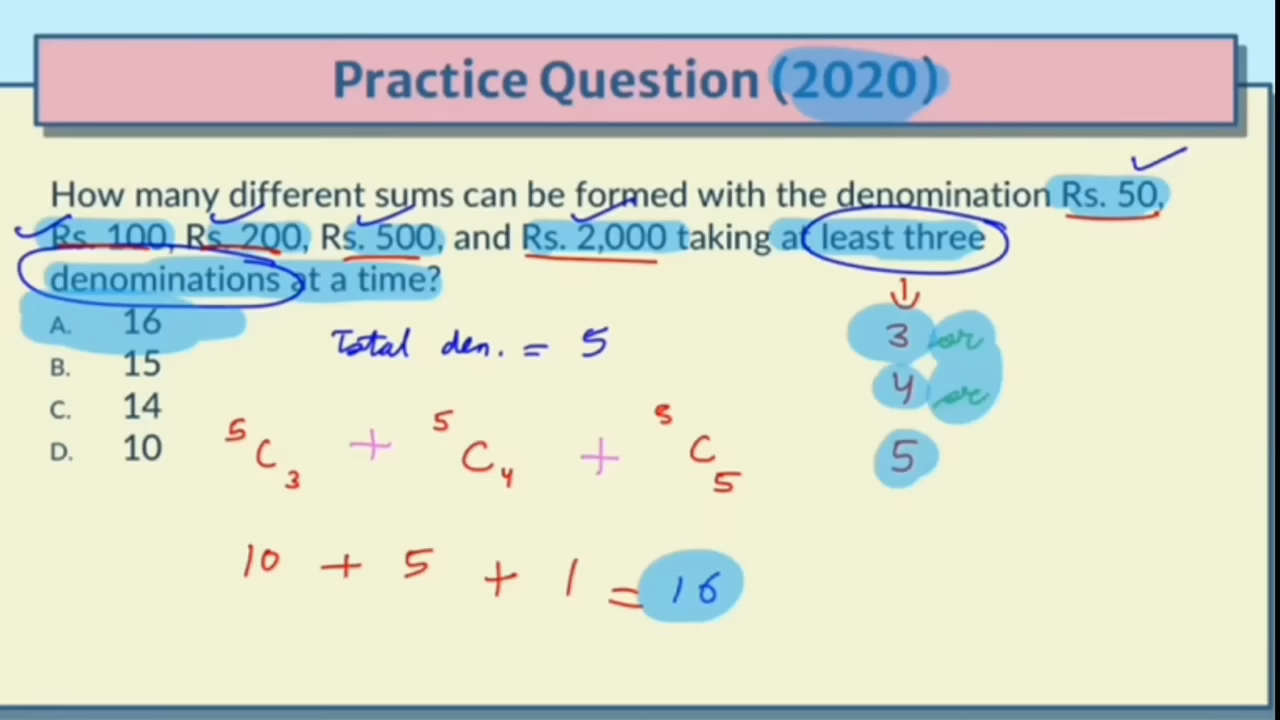 Practice Question (2020)
How many different sums can be formed with the denomination Rs. 50,
Rs. 100, Rs. 200, Rs. 500, and Rs. 2,000 taking at least three
denominations at a time?
A. 16
B. 15
C. 14
D. 10
Total den. = 5
3 or
4 or
5
5C3 + 5C4 + 5C5
10 + 5 + 1 = 16